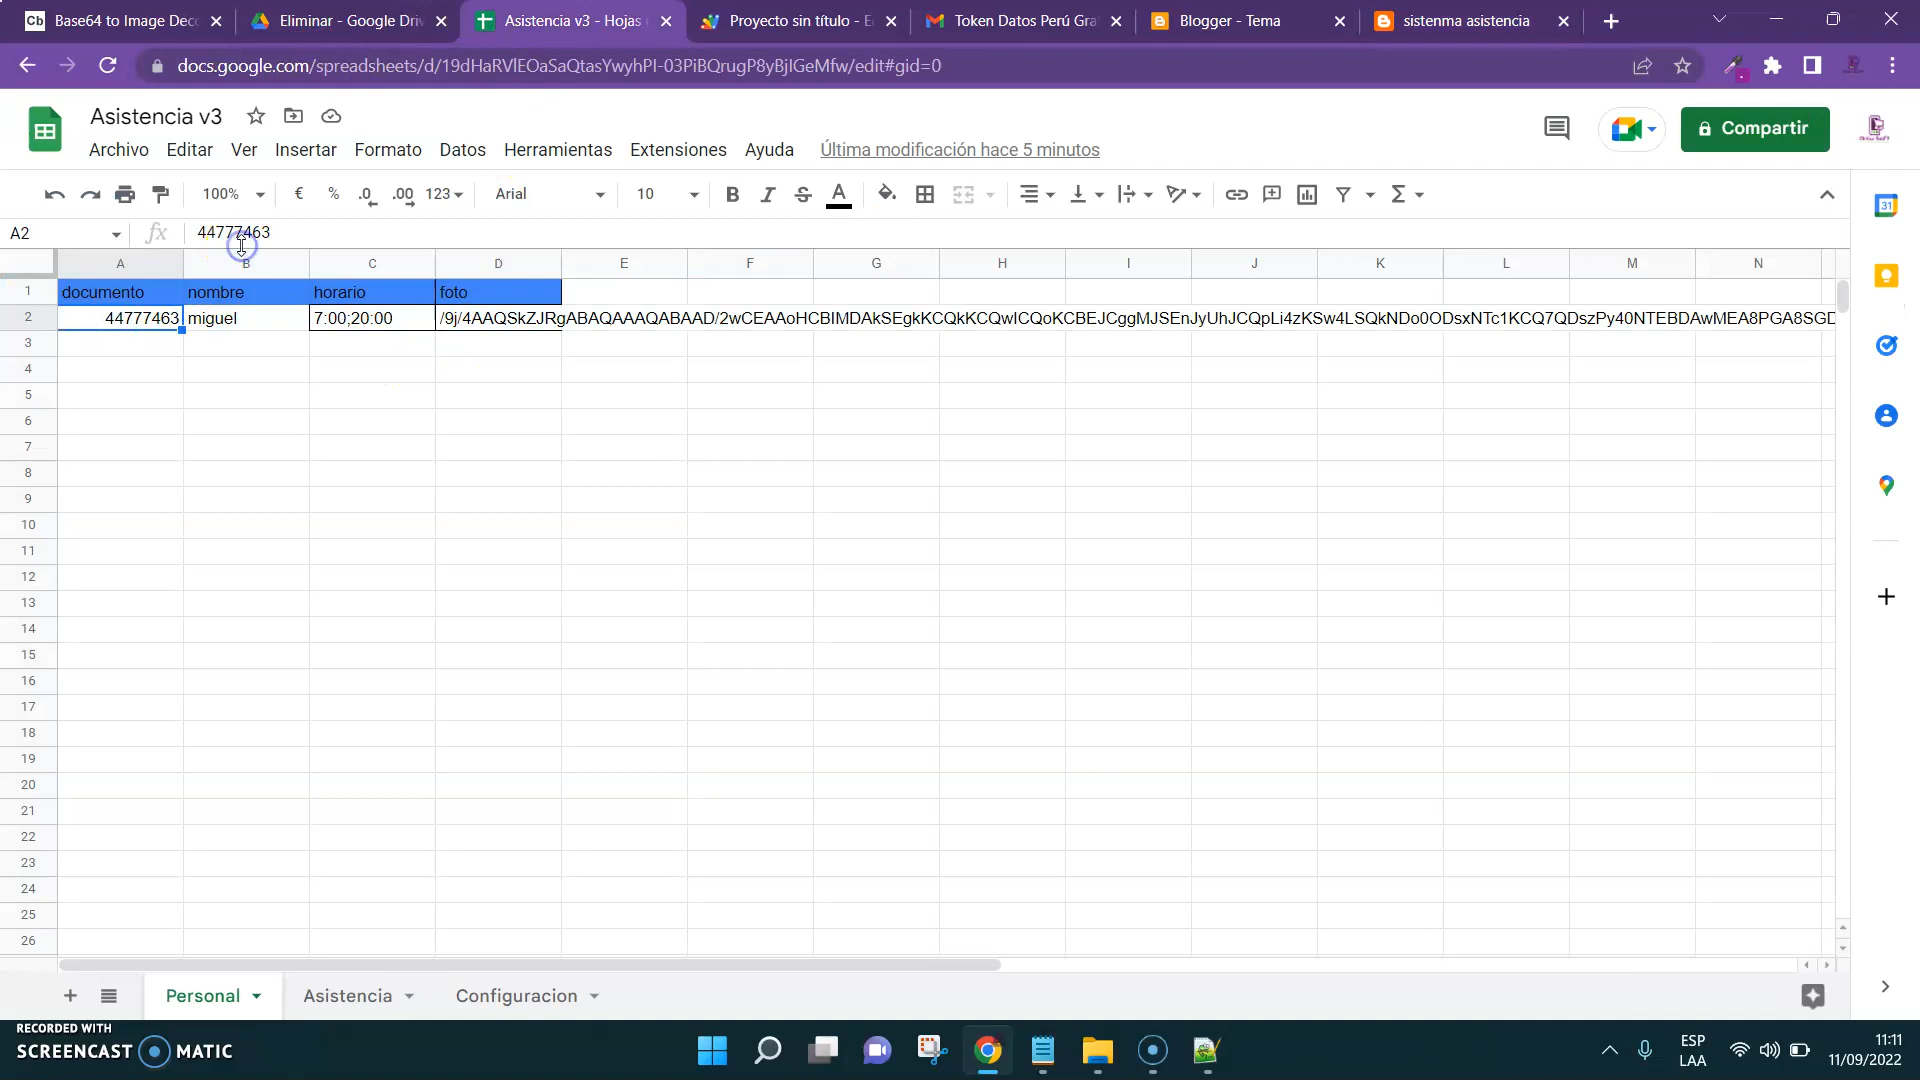 Base64 to Image Deco
Eliminar - Google Driv
Asistencia v3 - Hojas
Proyecto sin título - E
Token Datos Perú Gra
Blogger - Tema
sistenma asistencia
docs.google.com/spreadsheets/d/19dHaRVlEOaSaQtasYwyhPI-03PiBQrugP8yBjIGeMfw/edit#gid=0
Asistencia v3
Compartir
Archivo Editar Ver Insertar Formato Datos Herramientas Extensiones Ayuda Última modificación hace 5 minutos
100% € % .0 .00 123 Arial 10 B I S A
A2 fx 44777463
A B C D E F G H I J K L M N
1 documento nombre horario foto
2 44777463 miguel 7:00;20:00 /9j/4AAQSkZJRgABAQAAAQABAAD/2wCEAAoHCBIMDAkSEgkKCQkKCQwICQoKCBEJCggMJSEnJyUhJCQpLi4zKSw4LSQkNDo0ODsxNTc1KCQ7QDszPy40NTEBDAwMEA8PGA8SGD
3
4
5
6
7
8
9
10
11
12
13
14
15
16
17
18
19
20
21
22
23
24
25
26
Personal Asistencia Configuracion
RECORDED WITH
SCREENCAST MATIC
ESP
LAA
11:11
11/09/2022